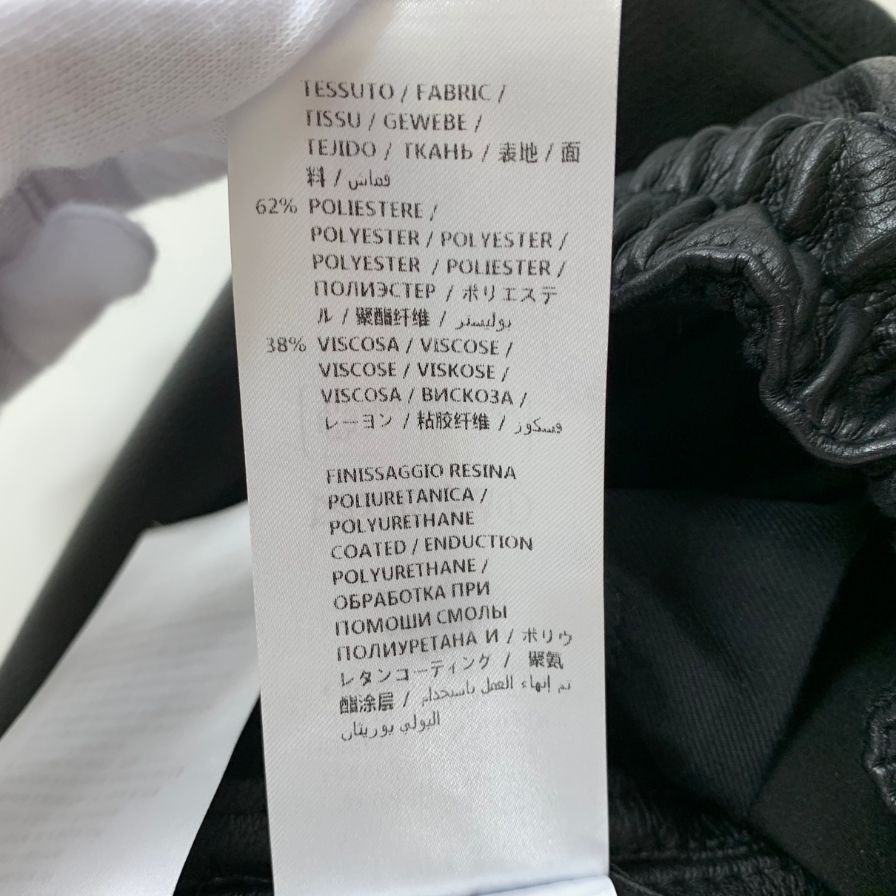 TESSUTO / FABRIC /
TISSU / GEWEBE /
TEJIDO / ТКАНЬ / 表地 / 面
料 / قماش
62% POLIESTERE /
POLYESTER / POLYESTER /
POLYESTER / POLIESTER /
ПОЛИЭСТЕР / ポリエステ
ル / 聚酯纤维 / بوليستر
38% VISCOSA / VISCOSE /
VISCOSE / VISKOSE /
VISCOSA / ВИСКОЗА /
レーヨン / 粘胶纤维 / فسكوز
FINISSAGGIO RESINA
POLIURETANICA /
POLYURETHANE
COATED / ENDUCTION
POLYURETHANE /
ОБРАБОТКА ПРИ
ПОМОШИ СМОЛЫ
ПОЛИУРЕТАНА И / ポリウ
レタンコーティング / 聚氨
酯涂层 / تم إنهاء العمل باستخدام
البولي يوريثان